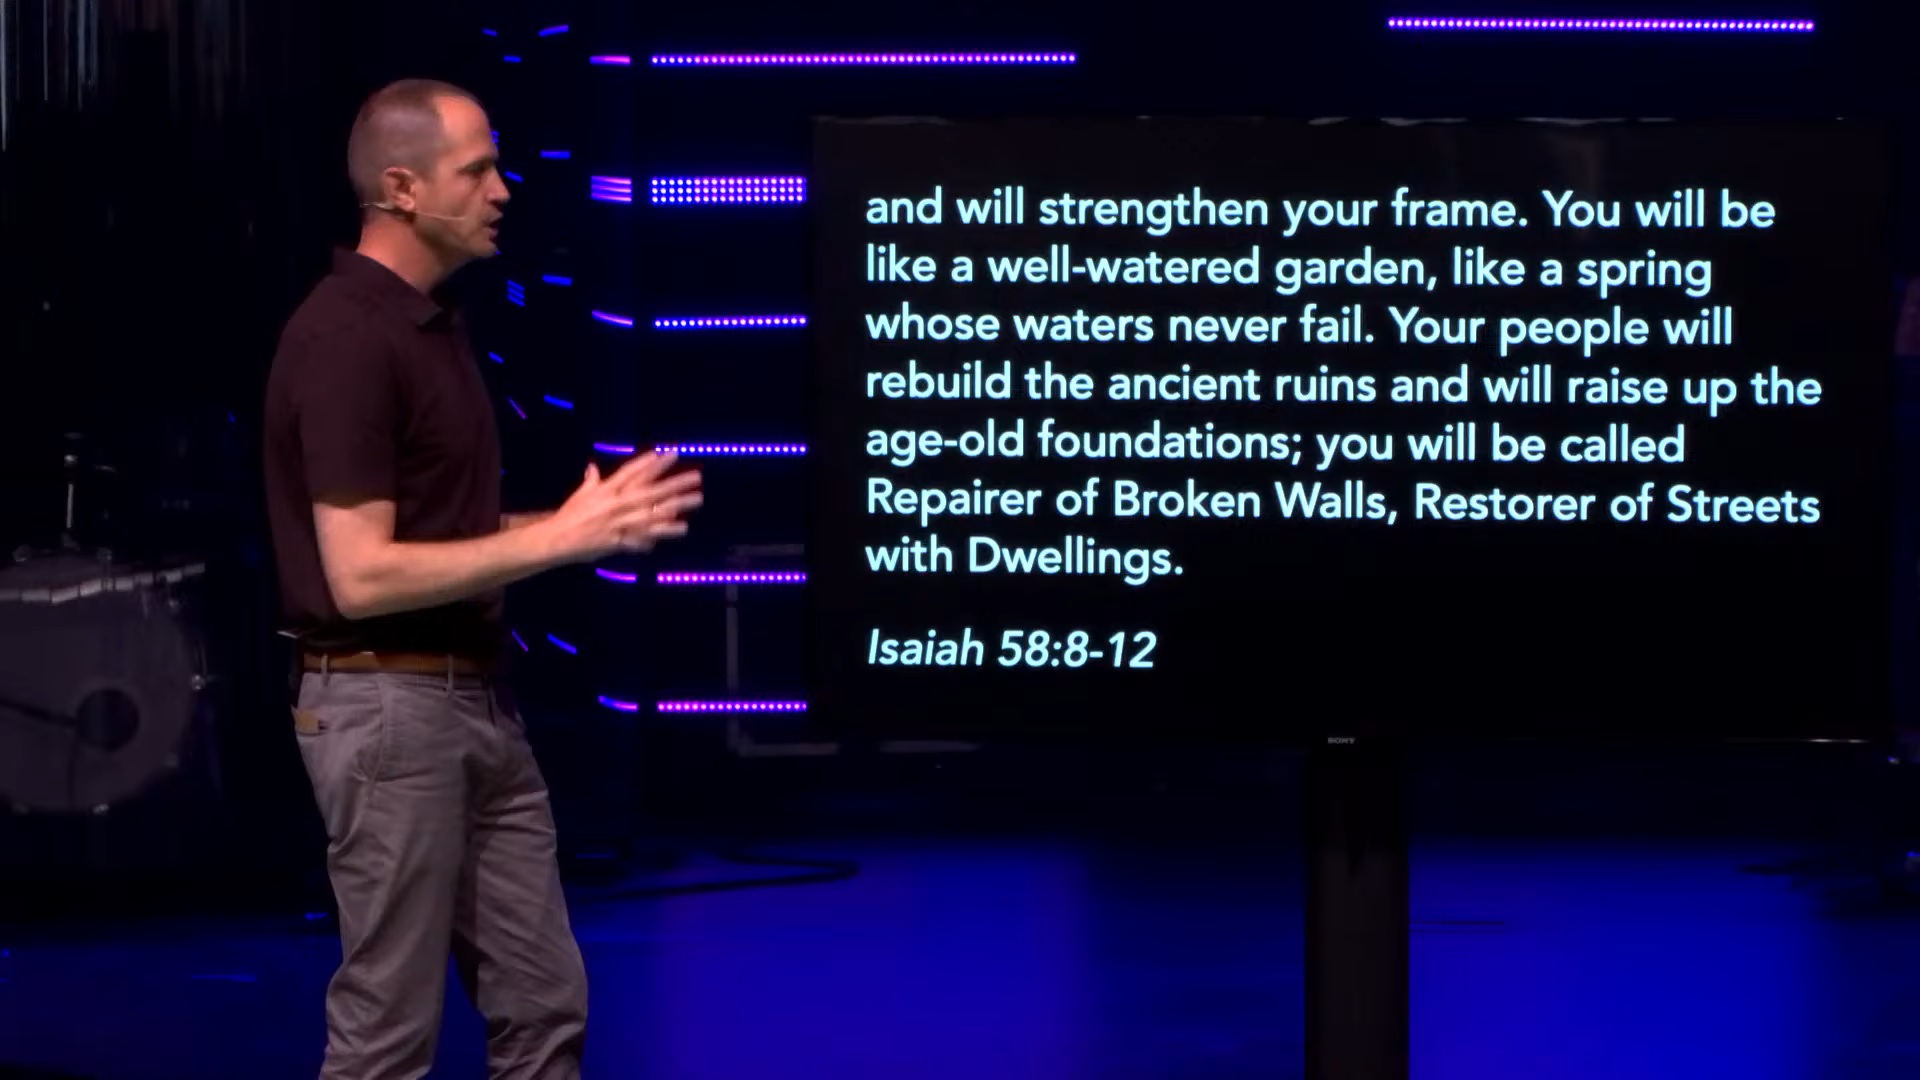 and will strengthen your frame. You will be
like a well-watered garden, like a spring
whose waters never fail. Your people will
rebuild the ancient ruins and will raise up the
age-old foundations; you will be called
Repairer of Broken Walls, Restorer of Streets
with Dwellings.
Isaiah 58:8-12
SONY